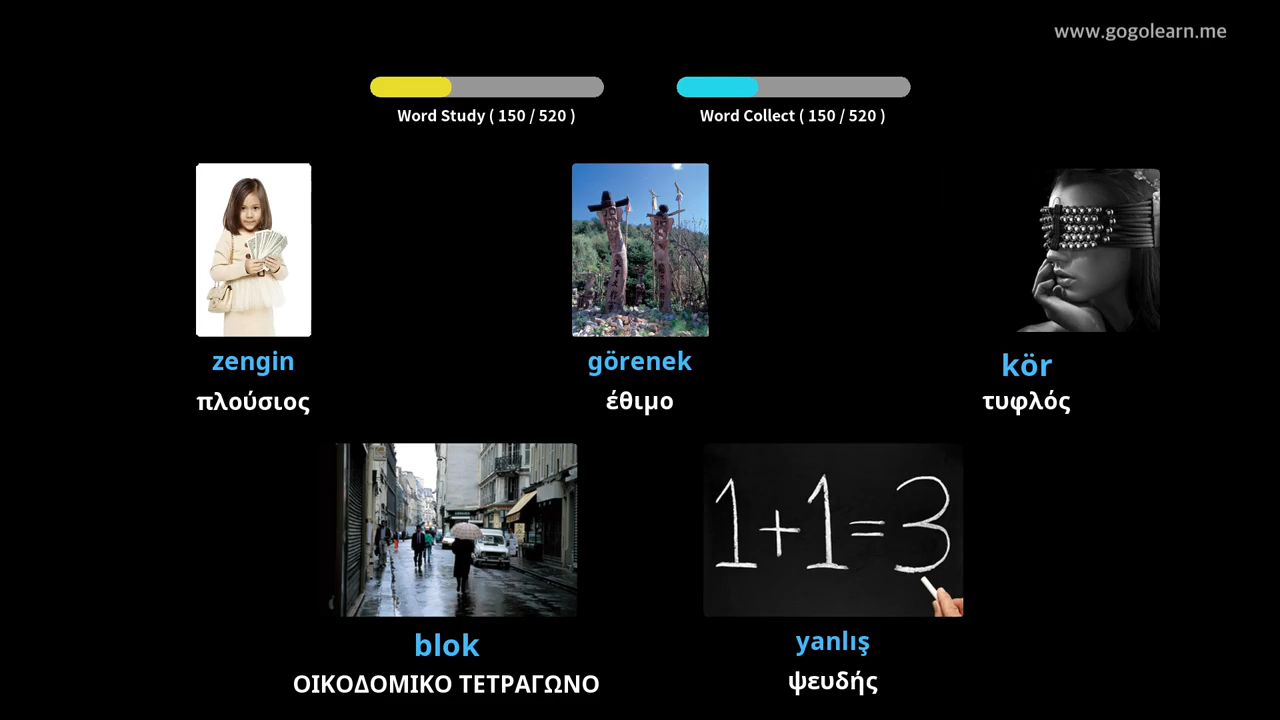 www.gogolearn.me
Word Study ( 150 / 520 )
Word Collect ( 150 / 520 )
zengin
πλούσιος
görenek
έθιμο
kör
τυφλός
1+1=3
blok
ΟΙΚΟΔΟΜΙΚΟ ΤΕΤΡΑΓΩΝΟ
yanlış
ψευδής